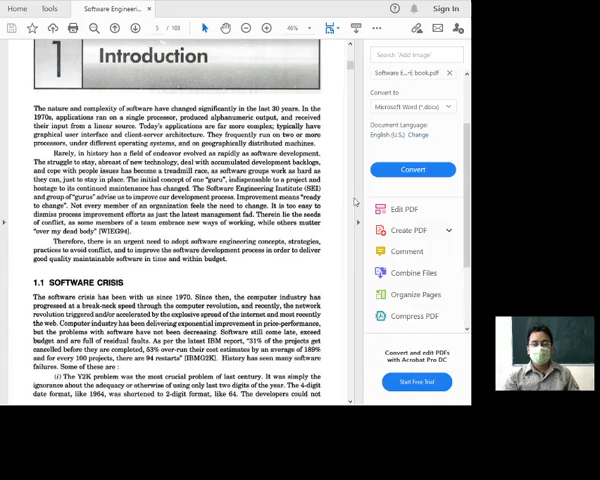 Home
Tools
Software Engineeri...
Sign In
5 / 103
46%
Search 'Add Image'
1
Introduction
Software E...-E book.pdf
Convert to
Microsoft Word (*.docx)
Document Language:
English (U.S.) Change
Convert
Edit PDF
Create PDF
Comment
Combine Files
Organize Pages
Compress PDF
Convert and edit PDFs
with Acrobat Pro DC
Start Free Trial
The nature and complexity of software have changed significantly in the last 30 years. In the
1970s, applications ran on a single processor, produced alphanumeric output, and received
their input from a linear source. Today's applications are far more complex; typically have
graphical user interface and client-server architecture. They frequently run on two or more
processors, under different operating systems, and on geographically distributed machines.
Rarely, in history has a field of endeavor evolved as rapidly as software development.
The struggle to stay, abreast of new technology, deal with accumulated development backlogs,
and cope with people issues has become a treadmill race, as software groups work as hard as
they can, just to stay in place. The initial concept of one "guru", indispensable to a project and
hostage to its continued maintenance has changed. The Software Engineering Institute (SEI)
and group of "gurus" advise us to improve our development process. Improvement means "ready
to change". Not every member of an organization feels the need to change. It is too easy to
dismiss process improvement efforts as just the latest management fad. Therein lie the seeds
of conflict, as some members of a team embrace new ways of working, while others mutter
"over my dead body" [WIEG94].
Therefore, there is an urgent need to adopt software engineering concepts, strategies,
practices to avoid conflict, and to improve the software development process in order to deliver
good quality maintainable software in time and within budget.
1.1 SOFTWARE CRISIS
The software crisis has been with us since 1970. Since then, the computer industry has
progressed at a break-neck speed through the computer revolution, and recently, the network
revolution triggered and/or accelerated by the explosive spread of the internet and most recently
the web. Computer industry has been delivering exponential improvement in price-performance,
but the problems with software have not been decreasing. Software still come late, exceed
budget and are full of residual faults. As per the latest IBM report, "31% of the projects get
cancelled before they are completed, 53% over-run their cost estimates by an average of 189%
and for every 100 projects, there are 94 restarts" [IBMG2K]. History has seen many software
failures. Some of these are :
(i) The Y2K problem was the most crucial problem of last century. It was simply the
ignorance about the adequacy or otherwise of using only last two digits of the year. The 4-digit
date format, like 1964, was shortened to 2-digit format, like 64. The developers could not